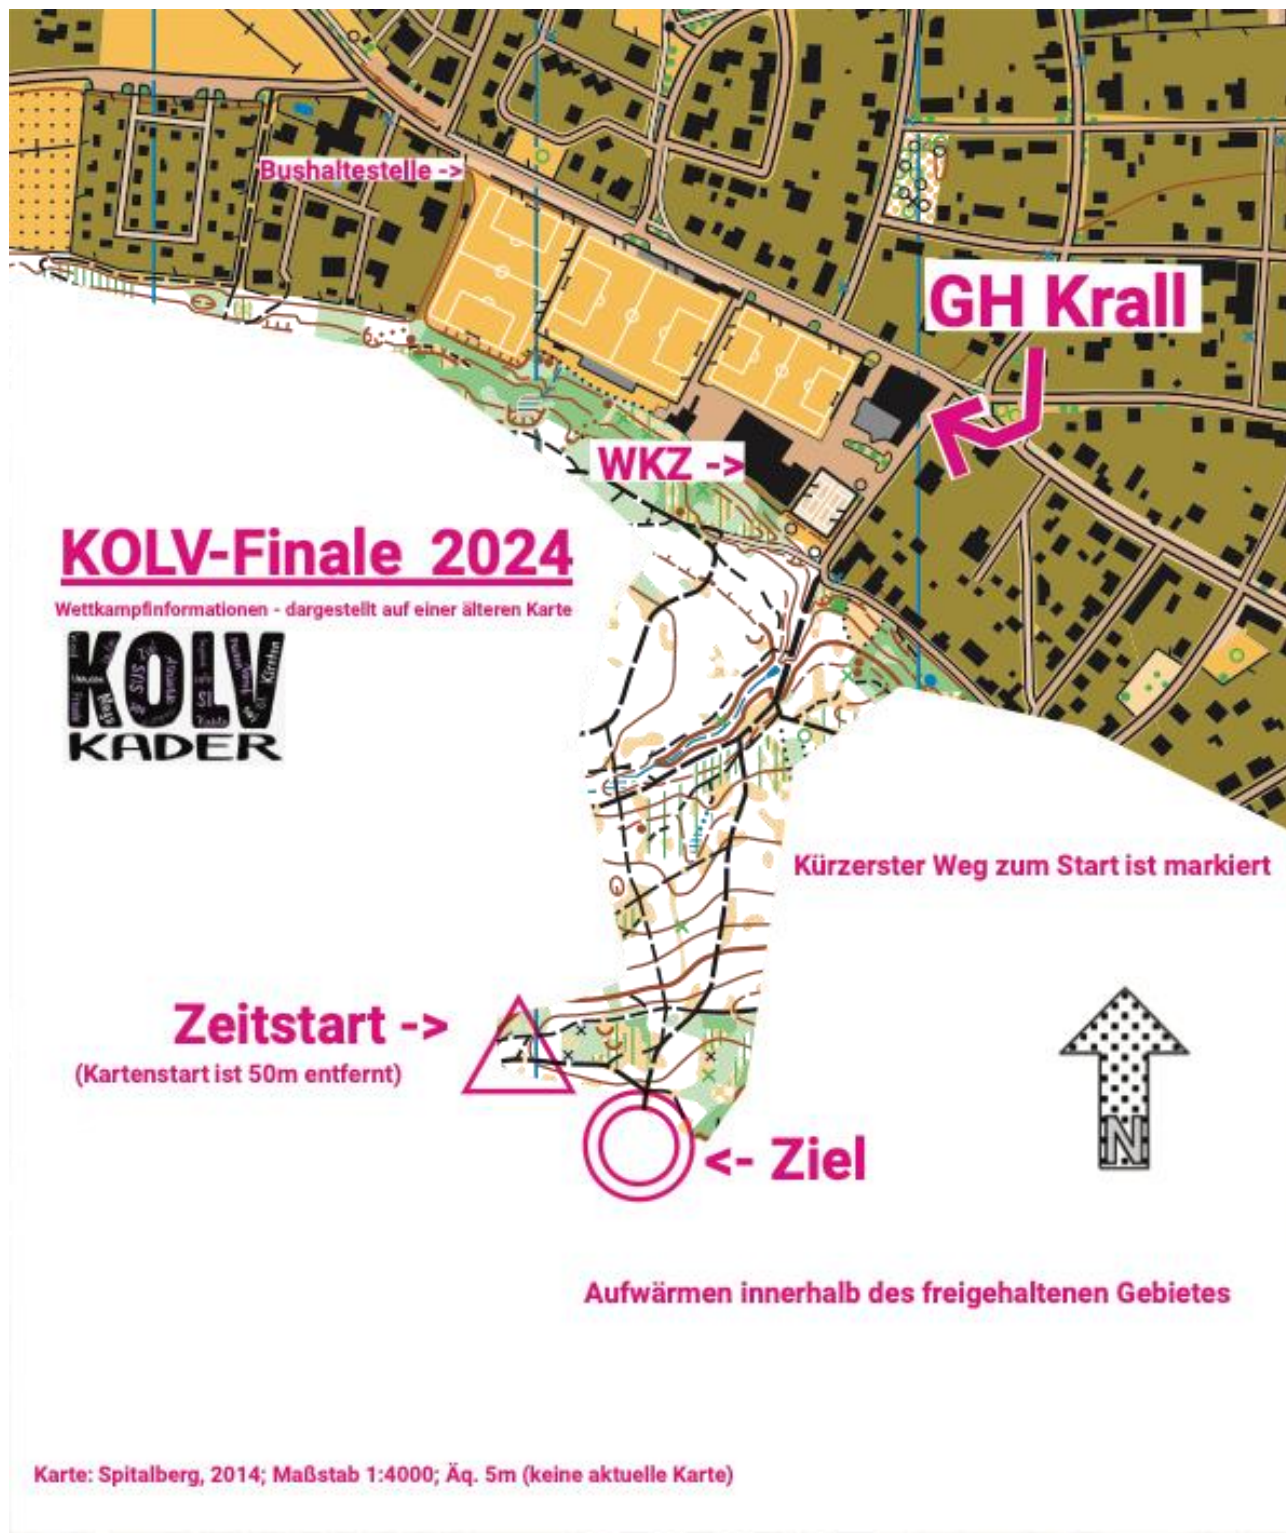 Bushaltestelle ->
GH Krall
WKZ ->
KOLV-Finale 2024
Wettkampfinformationen - dargestellt auf einer älteren Karte
KOLV
KADER
Kürzerster Weg zum Start ist markiert
Zeitstart ->
(Kartenstart ist 50m entfernt)
N
<- Ziel
Aufwärmen innerhalb des freigehaltenen Gebietes
Karte: Spitalberg, 2014; Maßstab 1:4000; Äq. 5m (keine aktuelle Karte)